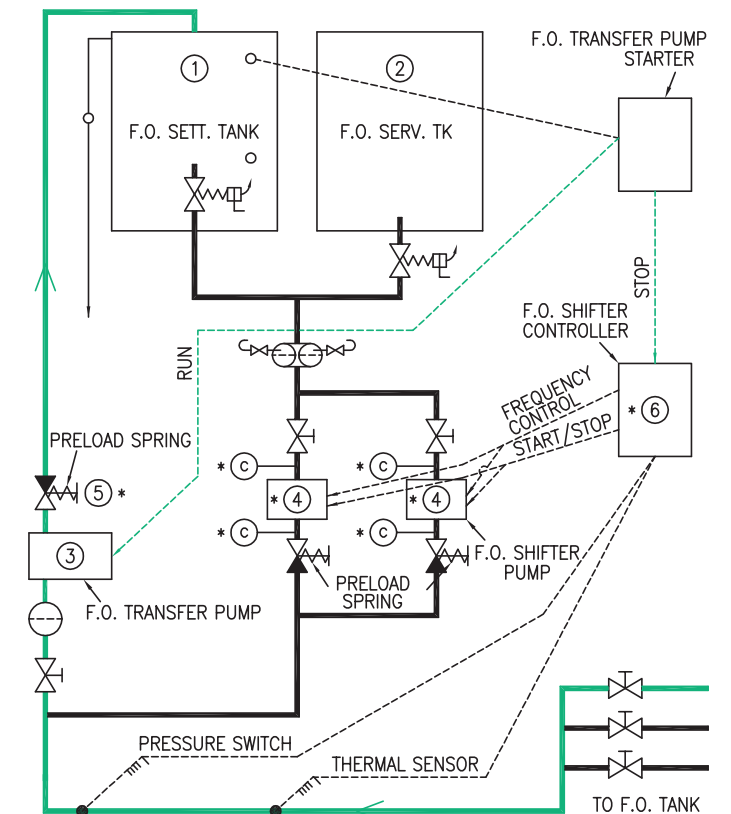 F.O. TRANSFER PUMP
STARTER
1
2
F.O. SETT. TANK
F.O. SERV. TK
STOP
F.O. SHIFTER
CONTROLLER
RUN
FREQUENCY
CONTROL
* 6
START/STOP
PRELOAD SPRING
* C
* C
5 *
* 4
* 4
* C
* C
3
F.O. SHIFTER
PUMP
PRELOAD
SPRING
F.O. TRANSFER PUMP
PRESSURE SWITCH
THERMAL SENSOR
TO F.O. TANK